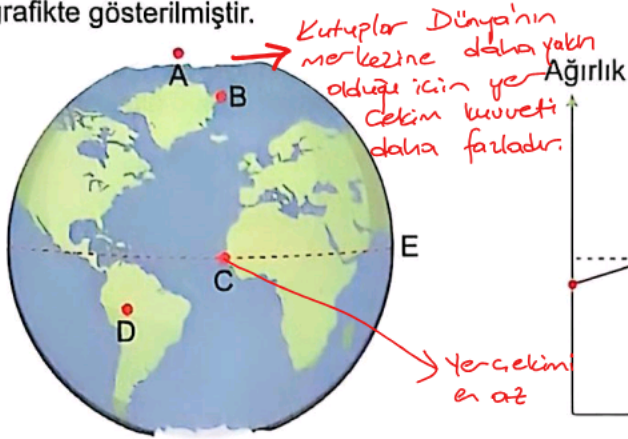 grafikte gösterilmiştir.
Kutuplar Dünya'nın
merkezine daha yakın
olduğu için yer
Çekim kuvveti
daha fazladır.
Ağırlık
A
B
E
C
D
Yerçekimi
en az